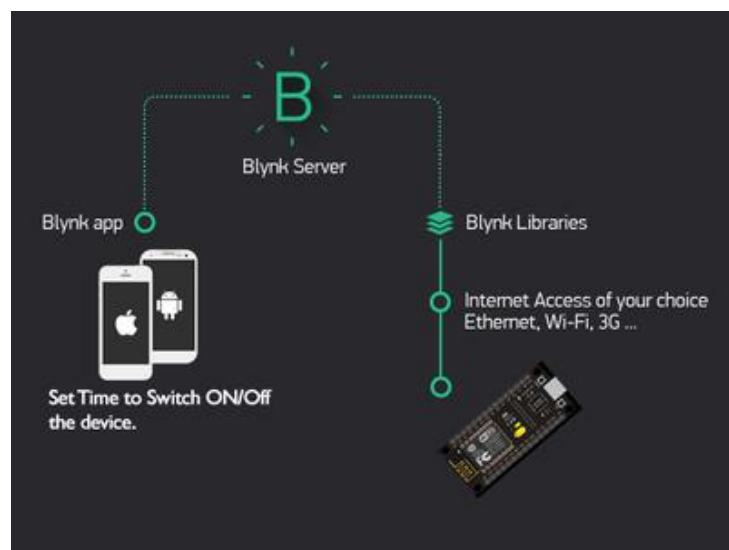 B
Blynk Server
Blynk app
Blynk Libraries
Internet Access of your choice
Ethernet, Wi-Fi, 3G ...
Set Time to Switch ON/Off
the device.